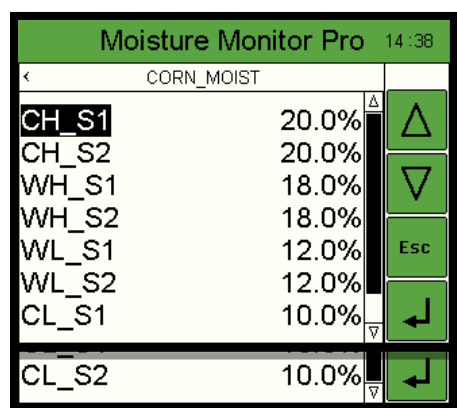 Moisture Monitor Pro 14:38
< CORN_MOIST
CH_S1 20.0%
CH_S2 20.0%
WH_S1 18.0%
WH_S2 18.0%
WL_S1 12.0%
WL_S2 12.0%
Esc
CL_S1 10.0%
CL_S2 10.0%